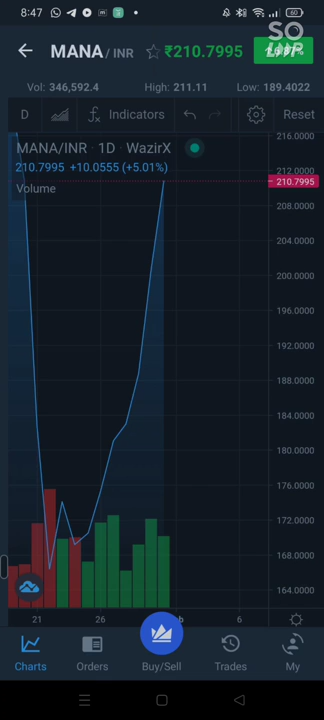 8:47
60
SO
MANA / INR ₹210.7995
Vol: 346,592.4 High: 211.11 Low: 189.4022
D Indicators Reset
216.0000
MANA/INR · 1D · WazirX
210.7995 +10.0555 (+5.01%)
212.0000
210.7995
Volume
208.0000
204.0000
200.0000
196.0000
192.0000
188.0000
184.0000
180.0000
176.0000
172.0000
168.0000
164.0000
21 26 b 6
Charts Orders Buy/Sell Trades My